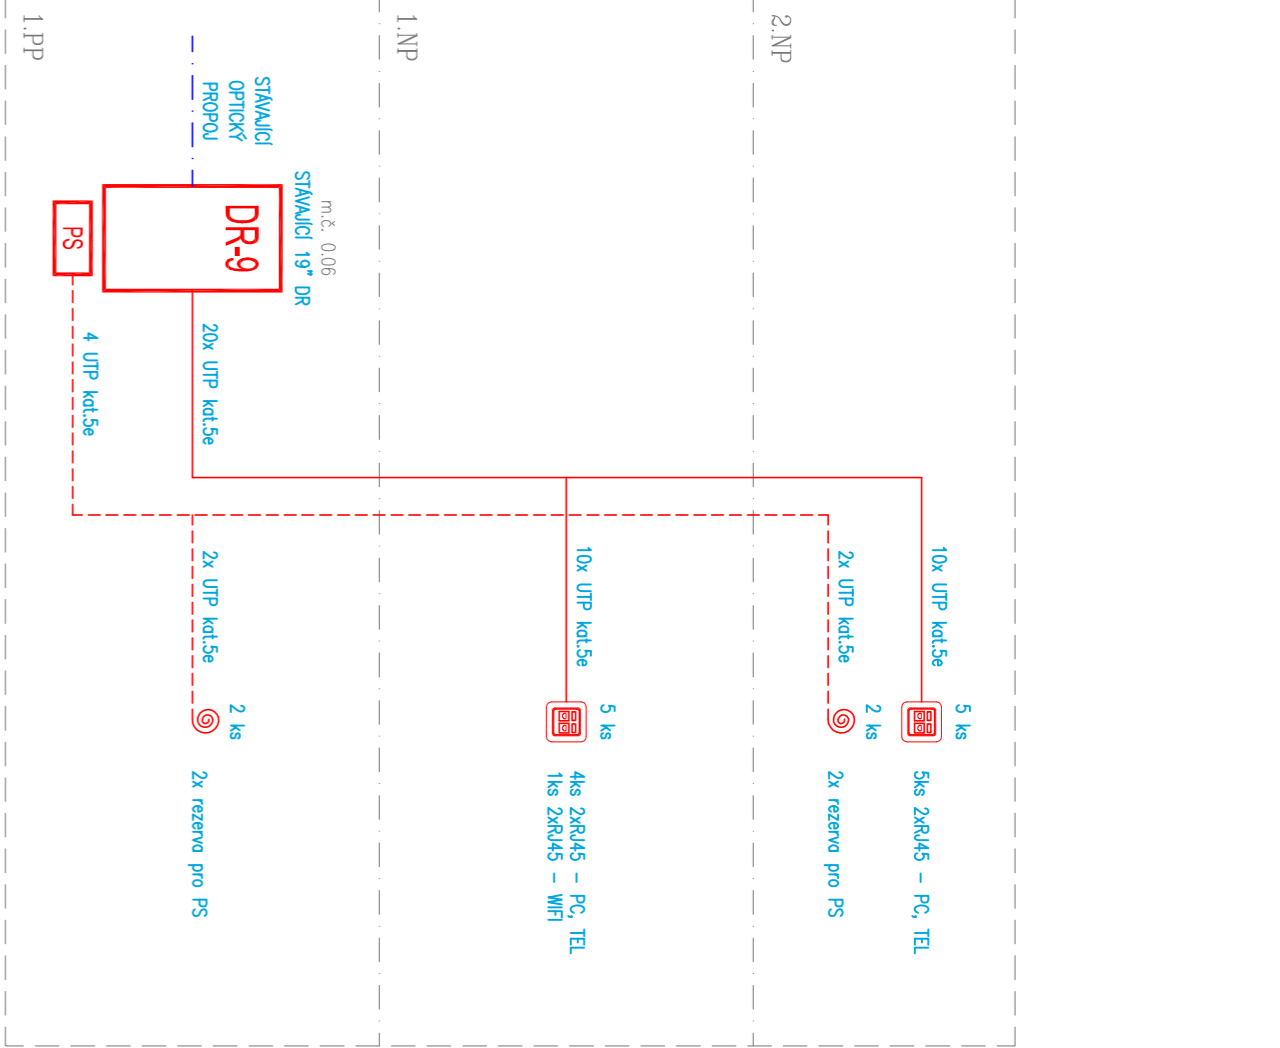 2.NP
10x UTP kat.5e
5 ks
5ks 2xRJ45 - PC, TEL
2x UTP kat.5e
2 ks
2x rezerva pro PS
1.NP
10x UTP kat.5e
5 ks
4ks 2xRJ45 - PC, TEL
1ks 2xRJ45 - WIFI
1.PP
STÁVAJÍCÍ
OPTICKÝ
PROPOJ
m.č. 0.06
STÁVAJÍCÍ 19" DR
DR-9
PS
20x UTP kat.5e
4 UTP kat.5e
2x UTP kat.5e
2 ks
2x rezerva pro PS